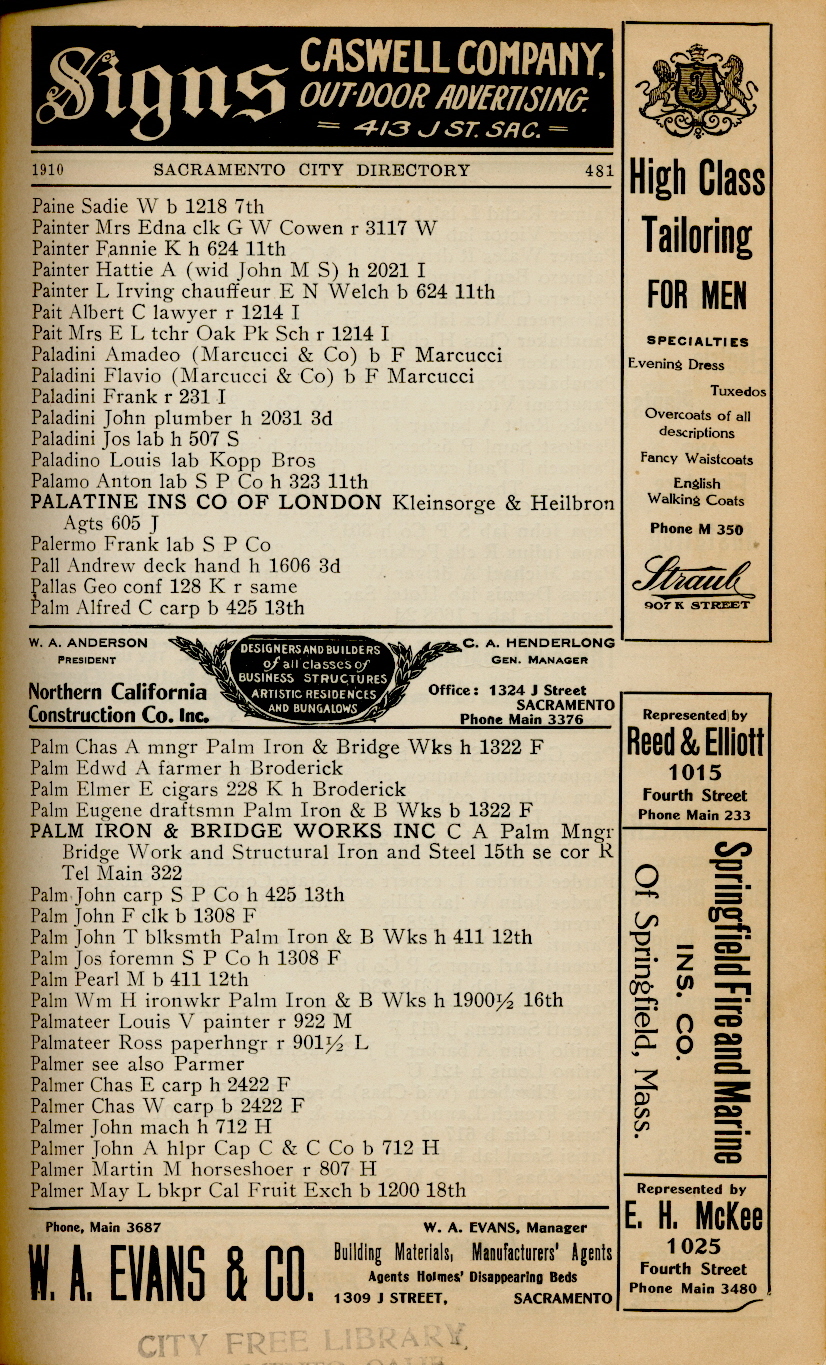 Signs CASWELL COMPANY,
OUT-DOOR ADVERTISING.
= 413 J ST. SAC. =
1910 SACRAMENTO CITY DIRECTORY 481
Paine Sadie W b 1218 7th
Painter Mrs Edna clk G W Cowen r 3117 W
Painter Fannie K h 624 11th
Painter Hattie A (wid John M S) h 2021 I
Painter L Irving chauffeur E N Welch b 624 11th
Pait Albert C lawyer r 1214 I
Pait Mrs E L tchr Oak Pk Sch r 1214 I
Paladini Amadeo (Marcucci & Co) b F Marcucci
Paladini Flavio (Marcucci & Co) b F Marcucci
Paladini Frank r 231 I
Paladini John plumber h 2031 3d
Paladini Jos lab h 507 S
Paladino Louis lab Kopp Bros
Palamo Anton lab S P Co h 323 11th
PALATINE INS CO OF LONDON Kleinsorge & Heilbron
Agts 605 J
Palermo Frank lab S P Co
Pall Andrew deck hand h 1606 3d
Pallas Geo conf 128 K r same
Palm Alfred C carp b 425 13th
W. A. ANDERSON
PRESIDENT
Northern California
Construction Co. Inc.
DESIGNERS AND BUILDERS
of all classes of
BUSINESS STRUCTURES
ARTISTIC RESIDENCES
AND BUNGALOWS
C. A. HENDERLONG
GEN. MANAGER
Office: 1324 J Street
SACRAMENTO
Phone Main 3376
Palm Chas A mngr Palm Iron & Bridge Wks h 1322 F
Palm Edwd A farmer h Broderick
Palm Elmer E cigars 228 K h Broderick
Palm Eugene draftsmn Palm Iron & B Wks b 1322 F
PALM IRON & BRIDGE WORKS INC C A Palm Mngr
Bridge Work and Structural Iron and Steel 15th se cor R
Tel Main 322
Palm John carp S P Co h 425 13th
Palm John F clk b 1308 F
Palm John T blksmth Palm Iron & B Wks h 411 12th
Palm Jos foremn S P Co h 1308 F
Palm Pearl M b 411 12th
Palm Wm H ironwkr Palm Iron & B Wks h 1900½ 16th
Palmateer Louis V painter r 922 M
Palmateer Ross paperhngr r 901½ L
Palmer see also Parmer
Palmer Chas E carp h 2422 F
Palmer Chas W carp b 2422 F
Palmer John mach h 712 H
Palmer John A hlpr Cap C & C Co b 712 H
Palmer Martin M horseshoer r 807 H
Palmer May L bkpr Cal Fruit Exch b 1200 18th
Phone, Main 3687
W. A. EVANS & CO.
W. A. EVANS, Manager
Building Materials, Manufacturers' Agents
Agents Holmes' Disappearing Beds
1309 J STREET, SACRAMENTO
High Class
Tailoring
FOR MEN
SPECIALTIES
Evening Dress
Tuxedos
Overcoats of all
descriptions
Fancy Waistcoats
English
Walking Coats
Phone M 350
Straub
907 K STREET
Represented by
Reed & Elliott
1015
Fourth Street
Phone Main 233
Springfield Fire and Marine
INS. CO.
Of Springfield, Mass.
Represented by
E. H. McKee
1025
Fourth Street
Phone Main 3480
CITY FREE LIBRARY,